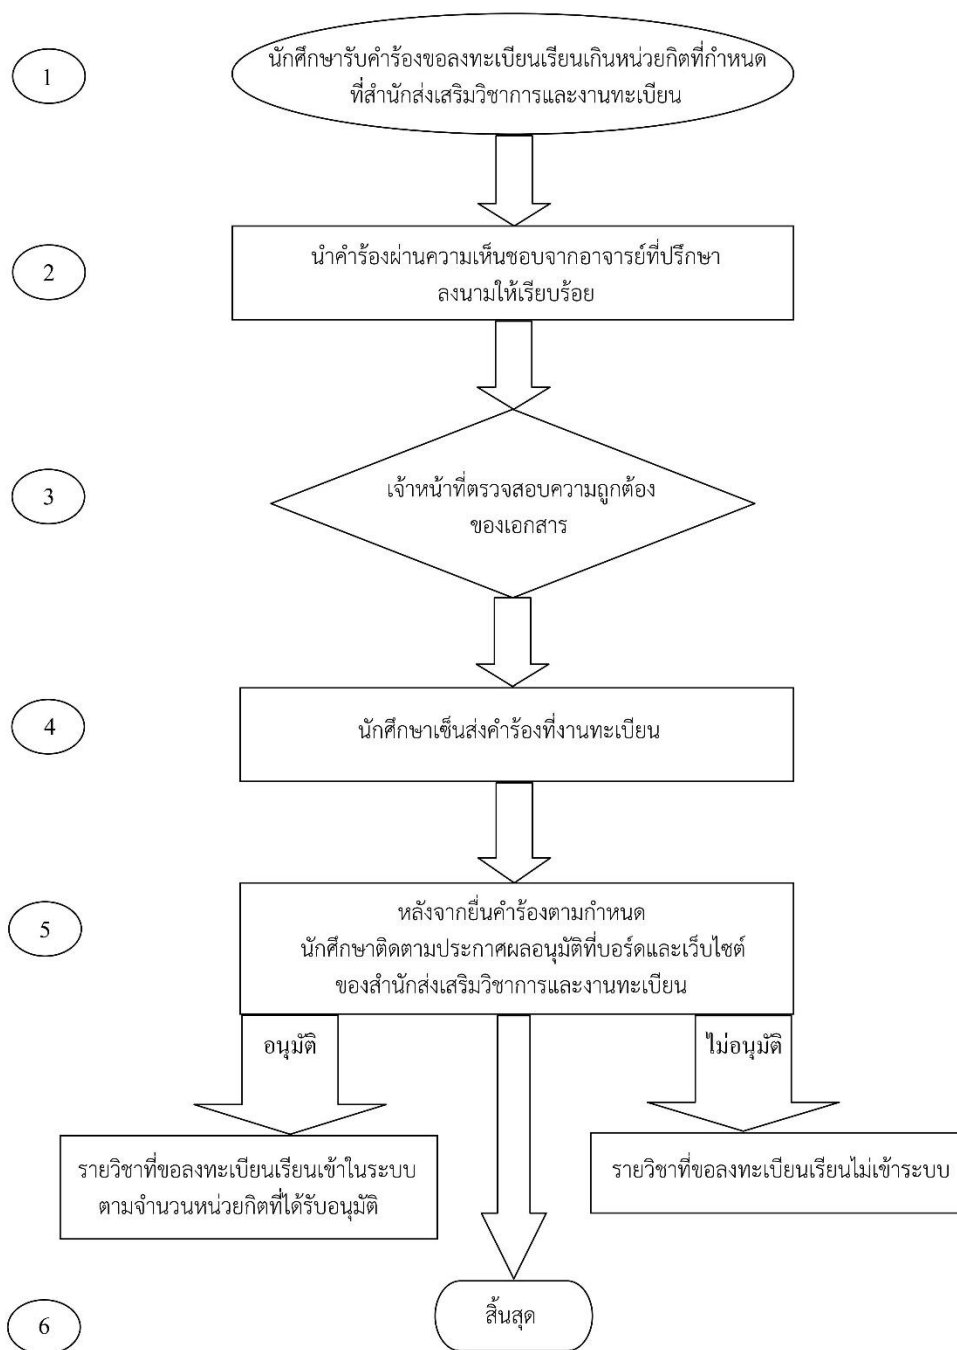 1
นักศึกษารับคำร้องขอลงทะเบียนเรียนเกินหน่วยกิตที่กำหนด
ที่สำนักส่งเสริมวิชาการและงานทะเบียน
2
นำคำร้องผ่านความเห็นชอบจากอาจารย์ที่ปรึกษา
ลงนามให้เรียบร้อย
3
เจ้าหน้าที่ตรวจสอบความถูกต้อง
ของเอกสาร
4
นักศึกษาเซ็นส่งคำร้องที่งานทะเบียน
5
หลังจากยื่นคำร้องตามกำหนด
นักศึกษาติดตามประกาศผลอนุมัติที่บอร์ดและเว็บไซต์
ของสำนักส่งเสริมวิชาการและงานทะเบียน
อนุมัติ
ไม่อนุมัติ
รายวิชาที่ขอลงทะเบียนเรียนเข้าในระบบ
ตามจำนวนหน่วยกิตที่ได้รับอนุมัติ
รายวิชาที่ขอลงทะเบียนเรียนไม่เข้าระบบ
6
สิ้นสุด